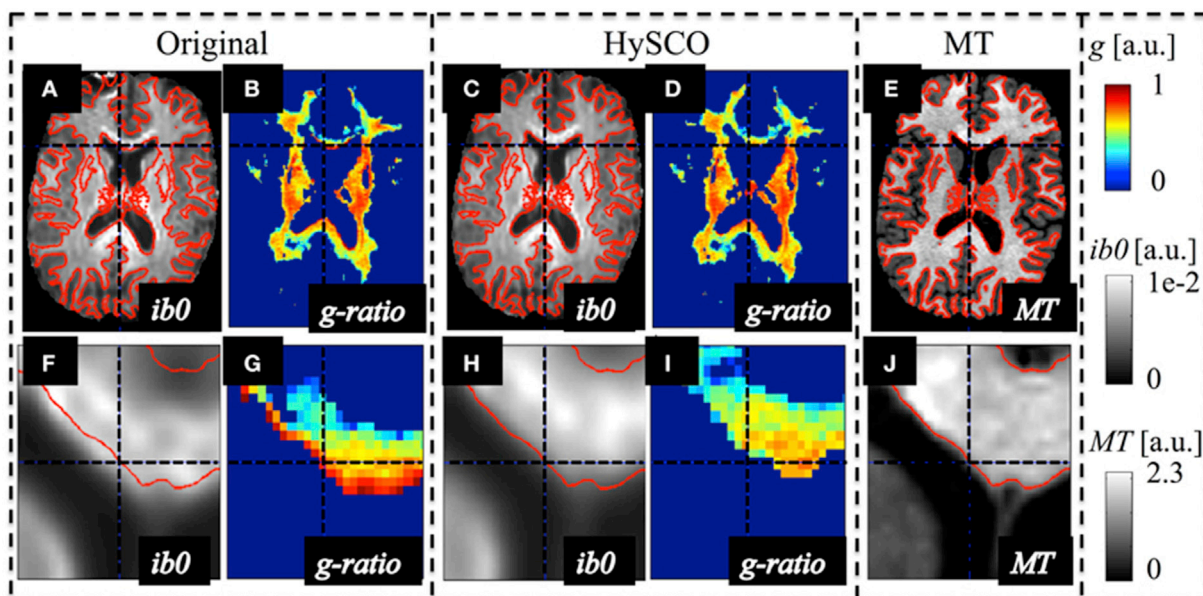 Original
HySCO
MT
g [a.u.]
A
B
C
D
E
1
0
ib0
g-ratio
ib0
g-ratio
MT
ib0 [a.u.]
1e-2
0
F
G
H
I
J
MT [a.u.]
2.3
0
ib0
g-ratio
ib0
g-ratio
MT